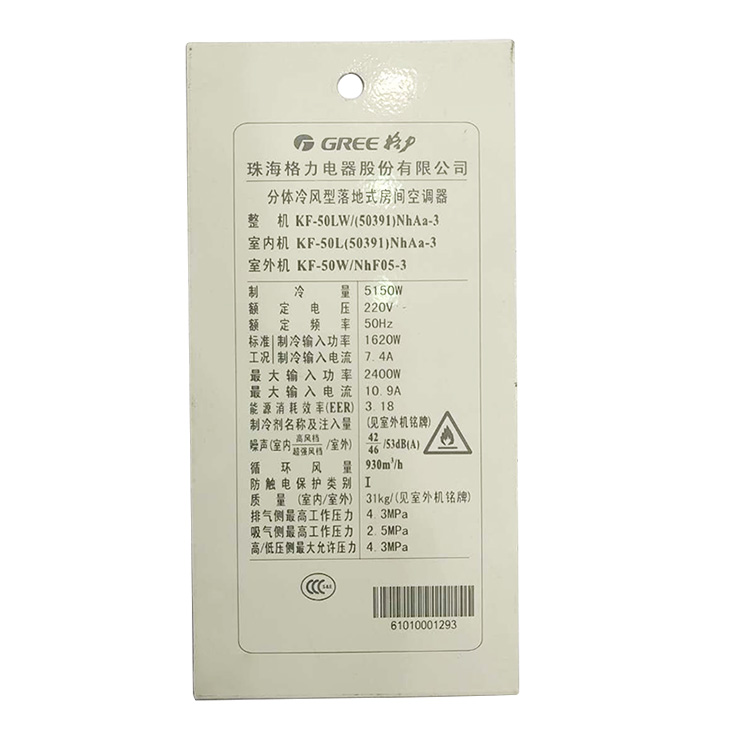 GREE 格力
珠海格力电器股份有限公司
分体冷风型落地式房间空调器
整 机 KF-50LW/(50391)NhAa-3
室内机 KF-50L(50391)NhAa-3
室外机 KF-50W/NhF05-3
制冷量 5150W
额定电压 220V~
额定频率 50Hz
标准 制冷输入功率 1620W
工况 制冷输入电流 7.4A
最大输入功率 2400W
最大输入电流 10.9A
能源消耗效率(EER) 3.18
制冷剂名称及注入量 (见室外机铭牌)
噪声(室内 高风档/超强风档 /室外) 42/46 /53dB(A)
循环风量 930m³/h
防触电保护类别 I
质量(室内/室外) 31kg/(见室外机铭牌)
排气侧最高工作压力 4.3MPa
吸气侧最高工作压力 2.5MPa
高/低压侧最大允许压力 4.3MPa
CCC S&E
61010001293